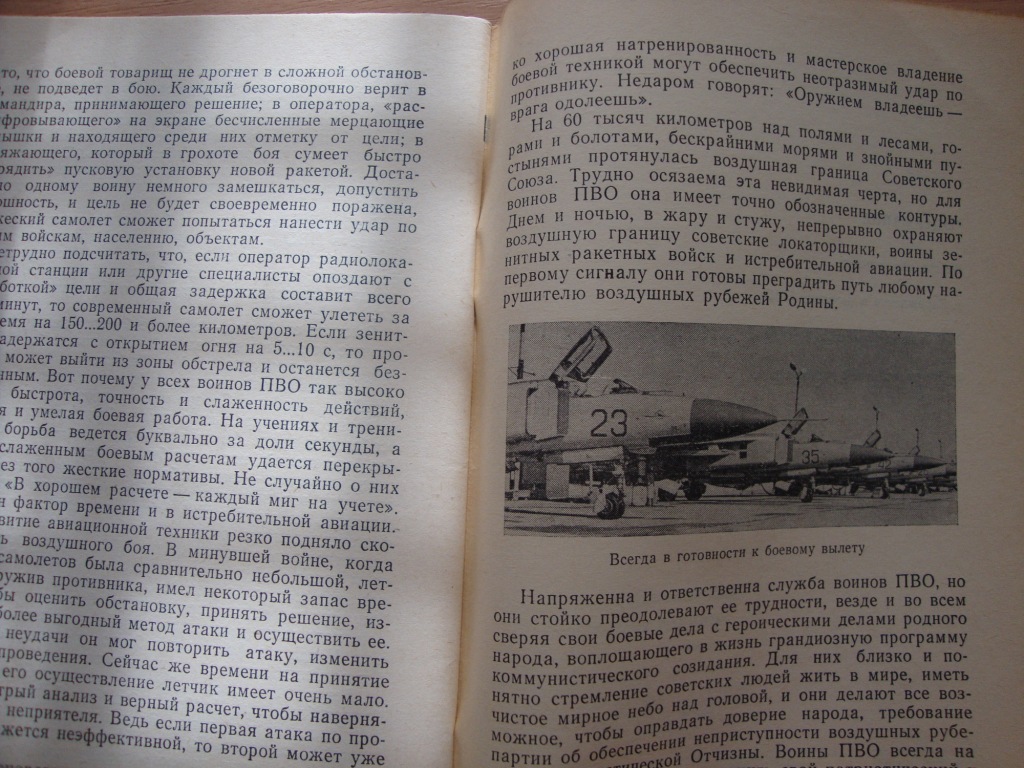 то, что боевой товарищ не дрогнет в сложной обстанов-
не подведет в бою. Каждый безоговорочно верит в
мандира, принимающего решение; в оператора, «рас-
фровывающего» на экране бесчисленные мерцающие
пышки и находящего среди них отметку от цели; в
яжающего, который в грохоте боя сумеет быстро
рядить» пусковую установку новой ракетой. Доста-
но одному воину немного замешкаться, допустить
ошность, и цель не будет своевременно поражена,
жеский самолет сможет попытаться нанести удар по
им войскам, населению, объектам.
етрудно подсчитать, что, если оператор радиолока-
ной станции или другие специалисты опоздают с
боткой» цели и общая задержка составит всего
минут, то современный самолет сможет улететь за
емя на 150...200 и более километров. Если зенит-
задержатся с открытием огня на 5...10 с, то про-
может выйти из зоны обстрела и останется без-
нным. Вот почему у всех воинов ПВО так высоко
быстрота, точность и слаженность действий,
я и умелая боевая работа. На учениях и трени-
борьба ведется буквально за доли секунды, а
слаженным боевым расчетам удается перекры-
ез того жесткие нормативы. Не случайно о них
«В хорошем расчете — каждый миг на учете».
н фактор времени и в истребительной авиации.
витие авиационной техники резко подняло ско-
ь воздушного боя. В минувшей войне, когда
самолетов была сравнительно небольшой, лет-
ружив противника, имел некоторый запас вре-
бы оценить обстановку, принять решение, из-
более выгодный метод атаки и осуществить ее.
неудачи он мог повторить атаку, изменить
проведения. Сейчас же времени на принятие
его осуществление летчик имеет очень мало.
трый анализ и верный расчет, чтобы наверня-
неприятеля. Ведь если первая атака по про-
жется неэффективной, то второй может уже
ко хорошая натренированность и мастерское владение
боевой техникой могут обеспечить неотразимый удар по
противнику. Недаром говорят: «Оружием владеешь —
врага одолеешь».
На 60 тысяч километров над полями и лесами, го-
рами и болотами, бескрайними морями и знойными пу-
стынями протянулась воздушная граница Советского
Союза. Трудно осязаема эта невидимая черта, но для
воинов ПВО она имеет точно обозначенные контуры.
Днем и ночью, в жару и стужу, непрерывно охраняют
воздушную границу советские локаторщики, воины зе-
нитных ракетных войск и истребительной авиации. По
первому сигналу они готовы преградить путь любому на-
рушителю воздушных рубежей Родины.
23
35
42
Всегда в готовности к боевому вылету
Напряженна и ответственна служба воинов ПВО, но
они стойко преодолевают ее трудности, везде и во всем
сверяя свои боевые дела с героическими делами родного
народа, воплощающего в жизнь грандиозную программу
коммунистического созидания. Для них близко и по-
нятно стремление советских людей жить в мире, иметь
чистое мирное небо над головой, и они делают все воз-
можное, чтобы оправдать доверие народа, требование
партии об обеспечении неприступности воздушных рубе-
тической Отчизны. Воины ПВО всегда на
свой патриотический